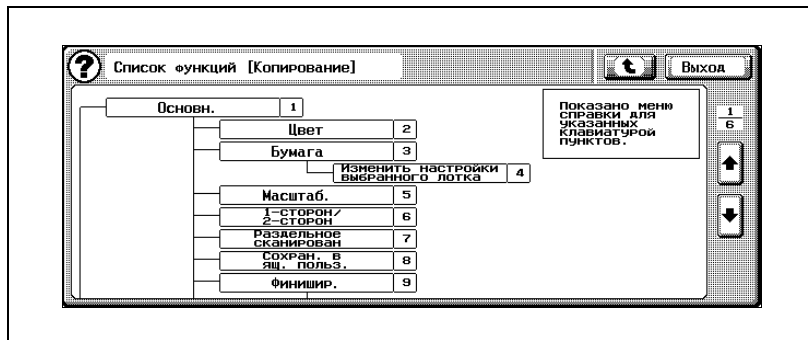 ?
Список функций [Копирование]
Выход
Основн. 1
Показано меню
справки для
указанных
клавиатурой
пунктов.
1
6
Цвет 2
Бумага 3
Изменить настройки
выбранного лотка 4
Масштаб. 5
1-сторон/
2-сторон 6
Раздельное
сканирован 7
Сохран. в
ящ. польз. 8
Финишир. 9